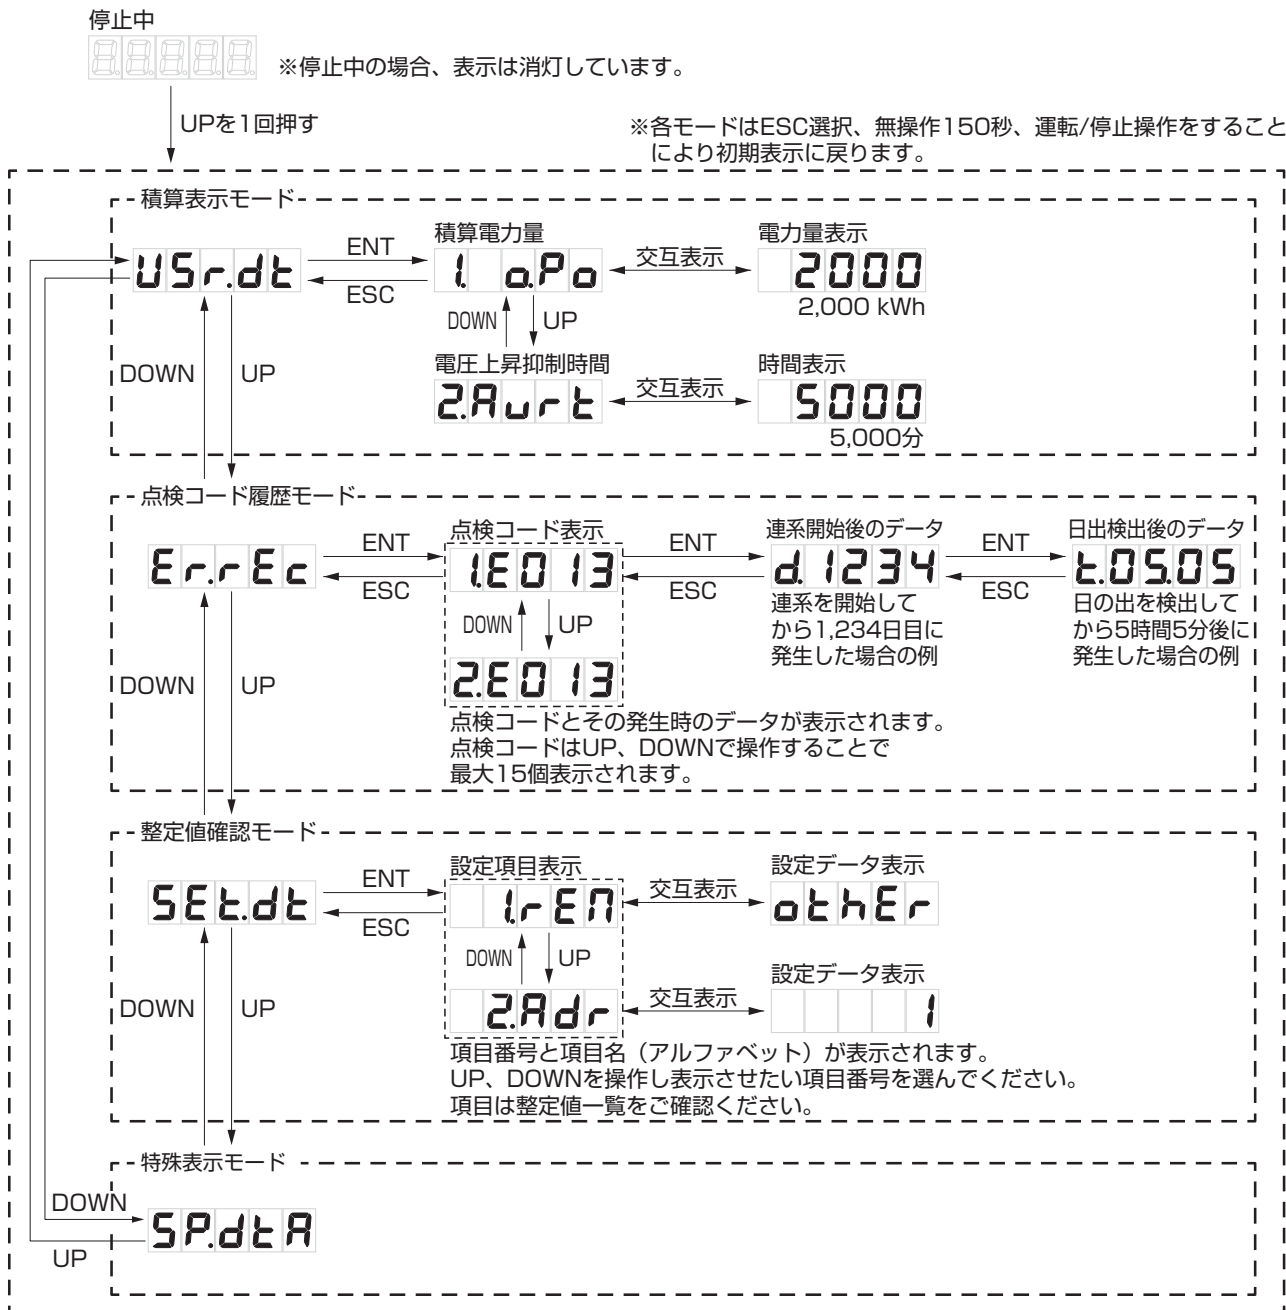 停止中
※停止中の場合、表示は消灯しています。
UPを1回押す
※各モードはESC選択、無操作150秒、運転/停止操作をすること
により初期表示に戻ります。
積算表示モード
積算電力量
電力量表示
USr.dt
ENT
ESC
1. o.Po
交互表示
2000
2,000 kWh
DOWN
UP
DOWN
UP
電圧上昇抑制時間
時間表示
2.Avrt
交互表示
5000
5,000分
点検コード履歴モード
点検コード表示
連系開始後のデータ
日出検出後のデータ
Er.rEc
ENT
ESC
1.E013
ENT
ESC
d.1234
ENT
ESC
t.05.05
連系を開始して
から1,234日目に
発生した場合の例
日の出を検出して
から5時間5分後に
発生した場合の例
DOWN
UP
2.E013
DOWN
UP
点検コードとその発生時のデータが表示されます。
点検コードはUP、DOWNで操作することで
最大15個表示されます。
整定値確認モード
設定項目表示
設定データ表示
SEt.dt
ENT
ESC
1.rEM
交互表示
othEr
DOWN
UP
設定データ表示
DOWN
UP
2.Adr
交互表示
1
項目番号と項目名（アルファベット）が表示されます。
UP、DOWNを操作し表示させたい項目番号を選んでください。
項目は整定値一覧をご確認ください。
特殊表示モード
DOWN
SP.dtA
UP